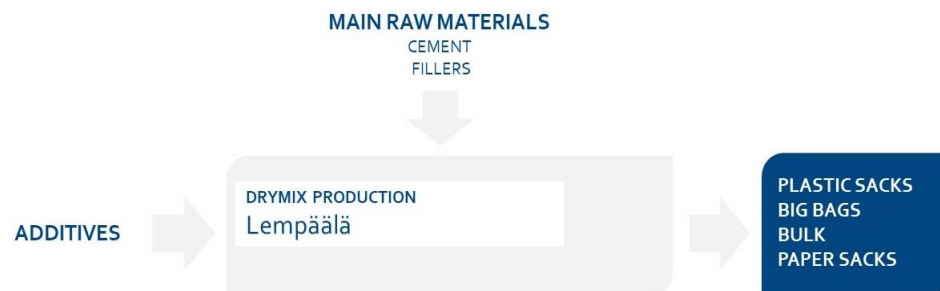 MAIN RAW MATERIALS
CEMENT
FILLERS
ADDITIVES
DRYMIX PRODUCTION
Lempäälä
PLASTIC SACKS
BIG BAGS
BULK
PAPER SACKS